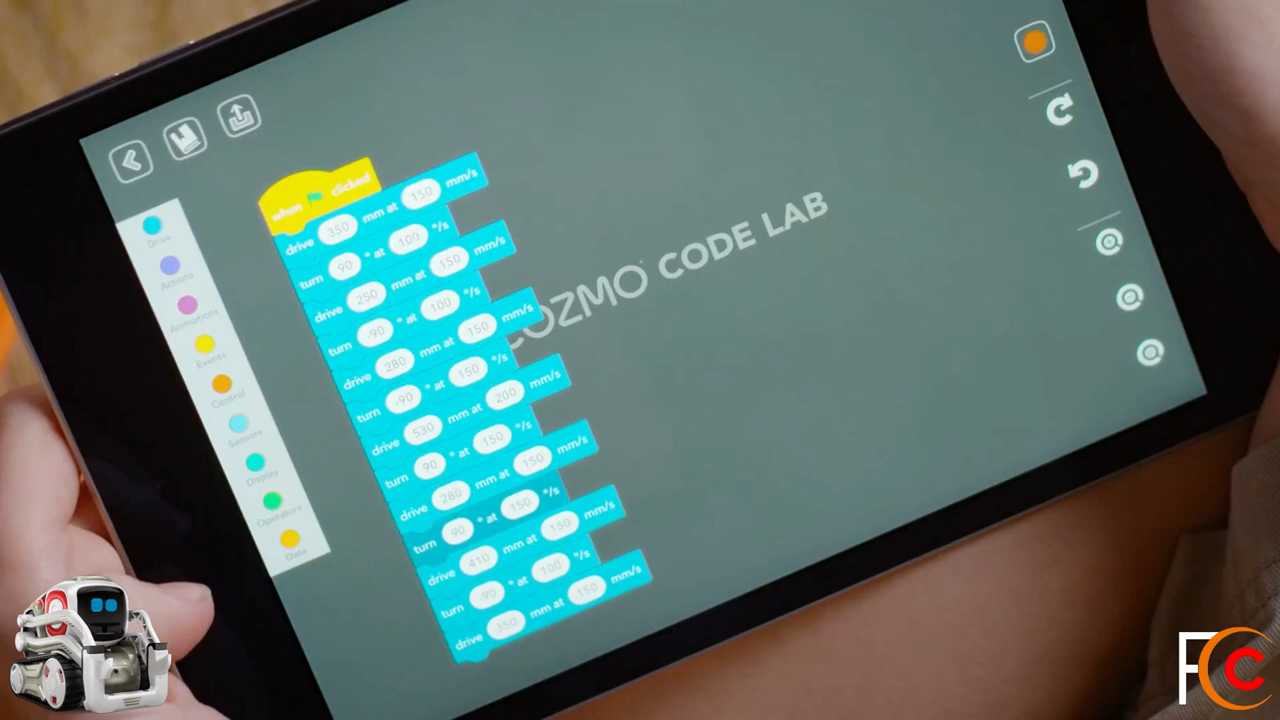 when clicked
drive 350 mm at 150 mm/s
turn 90 ° at 100 °/s
drive 250 mm at 150 mm/s
turn -90 ° at 100 °/s
drive 280 mm at 150 mm/s
turn -90 ° at 150 °/s
drive 530 mm at 200 mm/s
turn 90 ° at 150 °/s
drive 280 mm at 150 mm/s
turn 90 ° at 150 °/s
drive 410 mm at 150 mm/s
turn -90 ° at 100 °/s
drive 350 mm at 150 mm/s
COZMO CODE LAB
Drive
Actions
Animations
Events
Control
Sensors
Display
Operators
Data
FCC